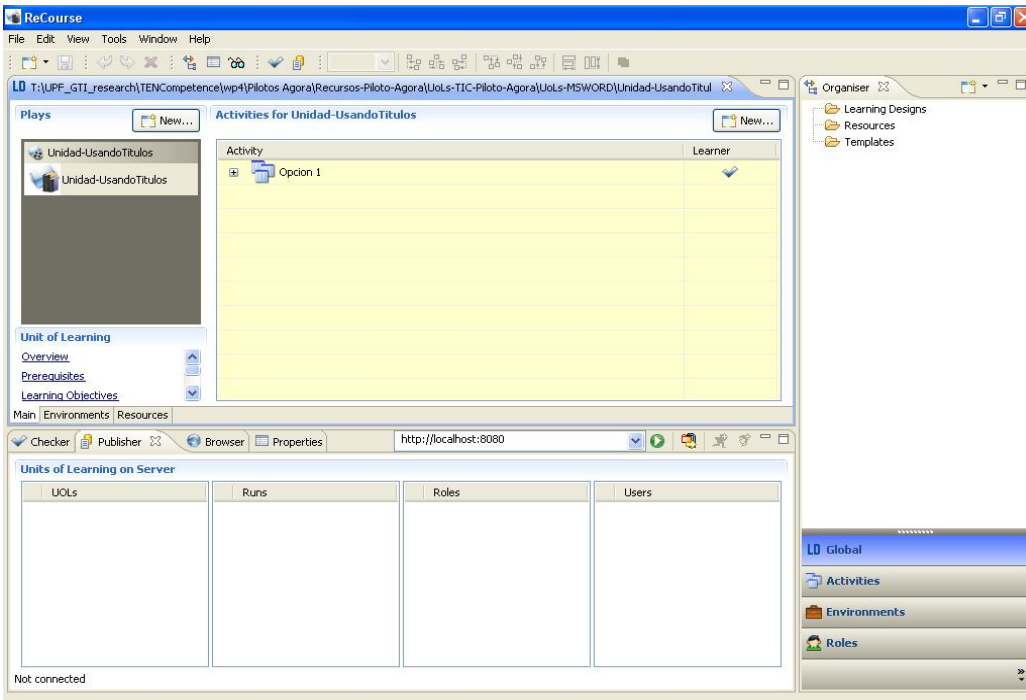 ReCourse
File Edit View Tools Window Help
LD T:\UPF_GTI_research\TENCompetence\wp4\Pilotos Agora\Recursos-Piloto-Agora\UoLs-TIC-Piloto-Agora\UoLs-MSWORD\Unidad-UsandoTitul
Organiser
Plays
New...
Activities for Unidad-UsandoTitulos
New...
Learning Designs
Resources
Templates
Unidad-UsandoTitulos
Unidad-UsandoTitulos
Activity Learner
Opcion 1
Unit of Learning
Overview
Prerequisites
Learning Objectives
Main Environments Resources
Checker Publisher Browser Properties http://localhost:8080
Units of Learning on Server
UOLs Runs Roles Users
LD Global
Activities
Environments
Roles
Not connected